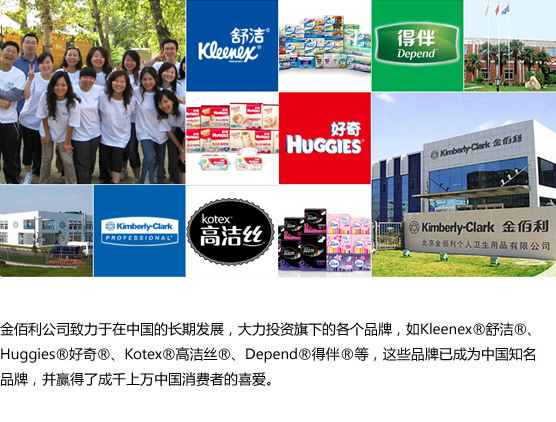 舒洁
Kleenex®
得伴
Depend®
好奇
HUGGIES®
Kimberly-Clark 金佰利
Kimberly-Clark
PROFESSIONAL*
kotex®
高洁丝®
Kimberly-Clark 金佰利
北京金佰利个人卫生用品有限公司
金佰利公司致力于在中国的长期发展，大力投资旗下的各个品牌，如Kleenex®舒洁®、
Huggies®好奇®、Kotex®高洁丝®、Depend®得伴®等，这些品牌已成为中国知名
品牌，并赢得了成千上万中国消费者的喜爱。